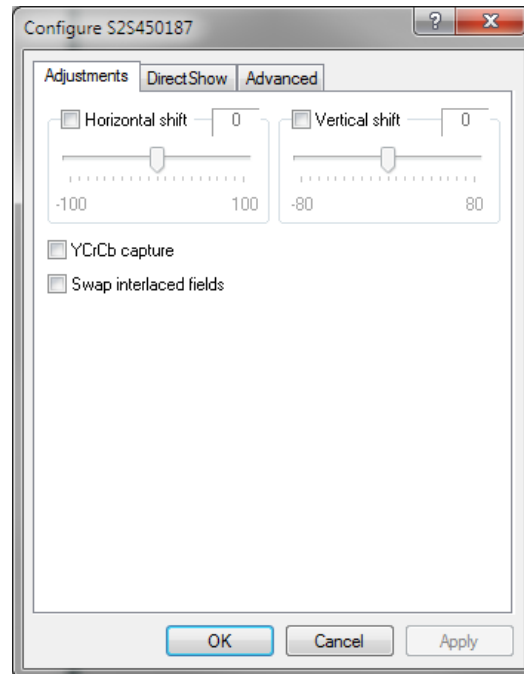 Configure S2S450187
?
X
Adjustments DirectShow Advanced
Horizontal shift 0 Vertical shift 0
-100 100 -80 80
YCrCb capture
Swap interlaced fields
OK Cancel Apply